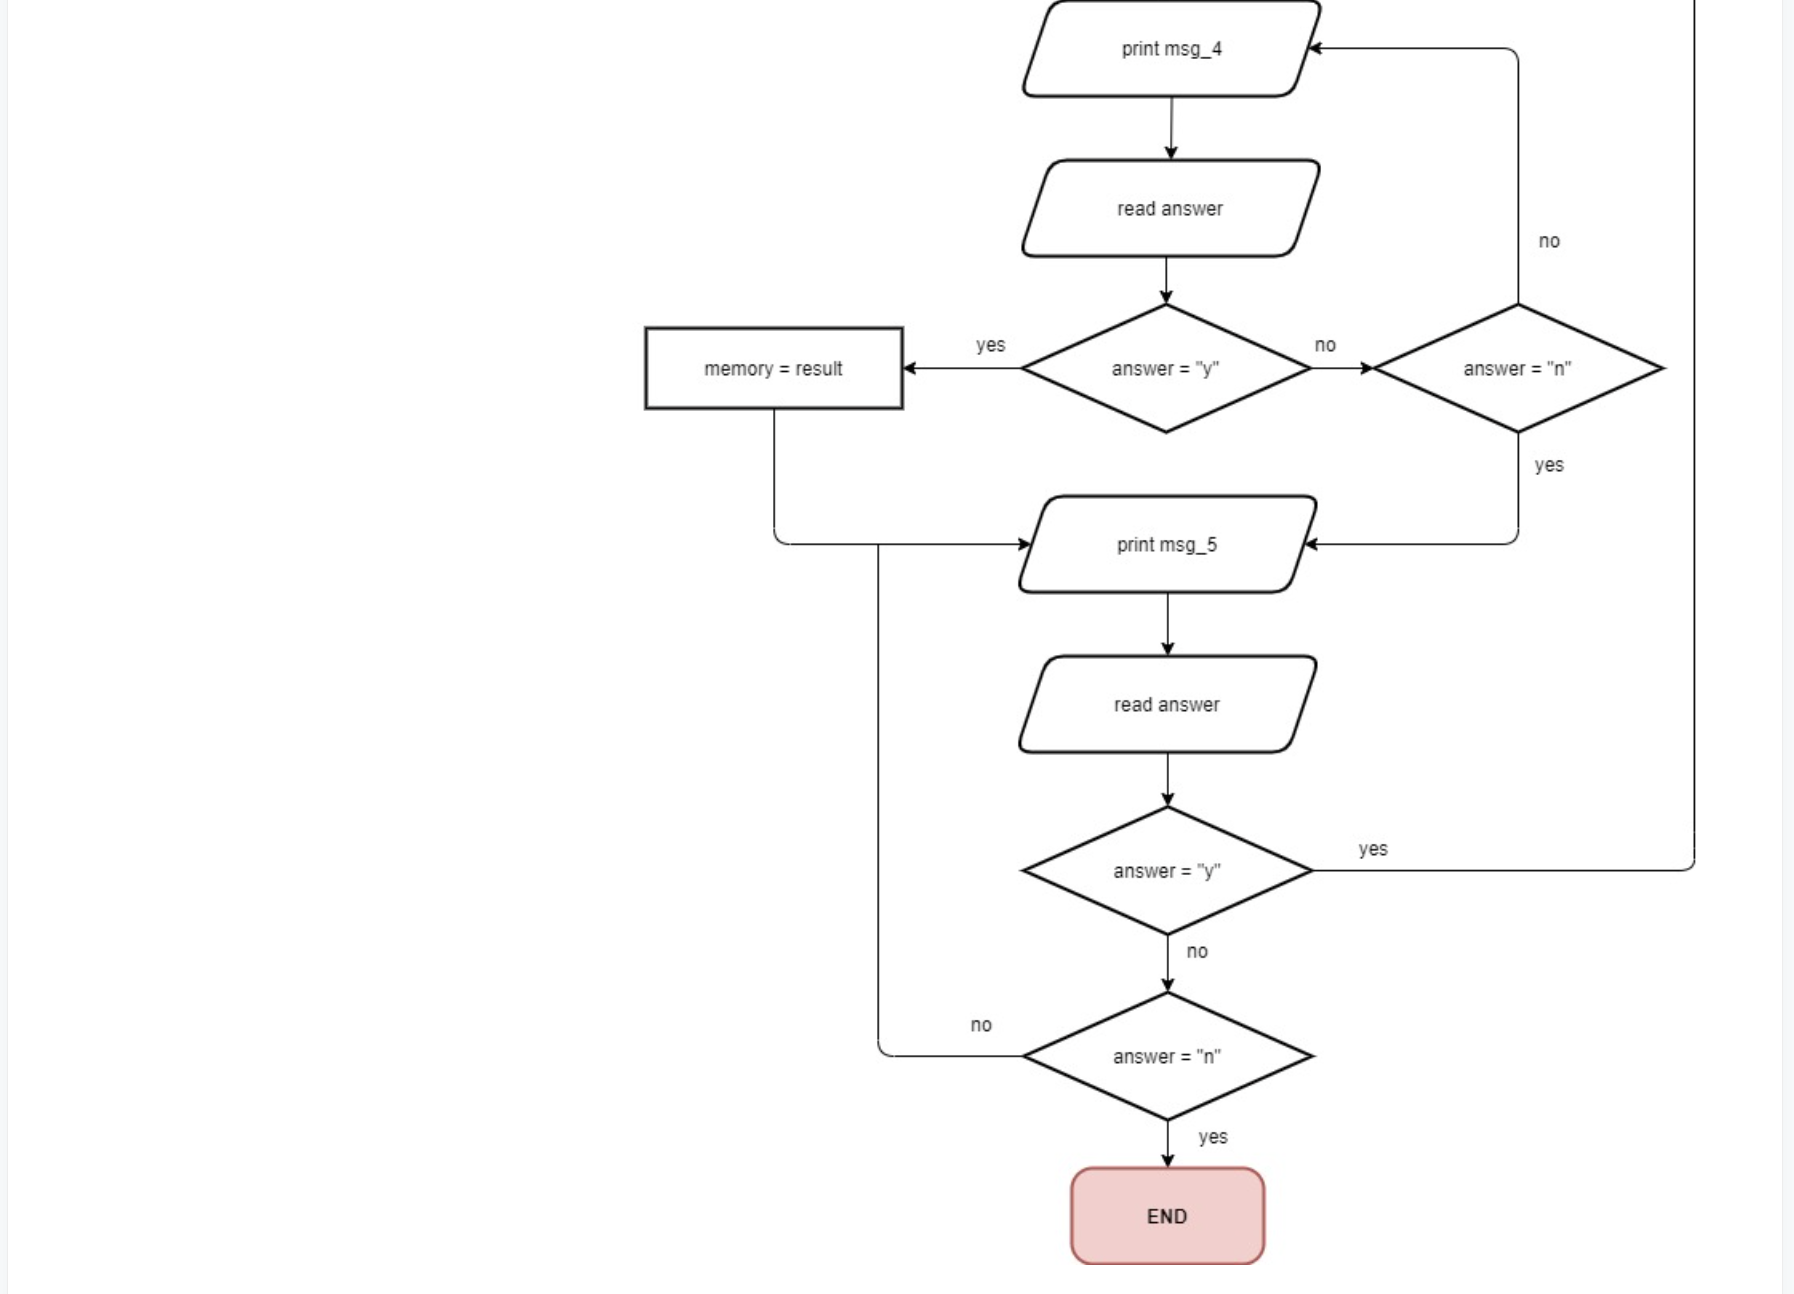 print msg_4
read answer
no
yes
no
memory = result
answer = "y"
answer = "n"
yes
print msg_5
read answer
yes
answer = "y"
no
no
answer = "n"
yes
END